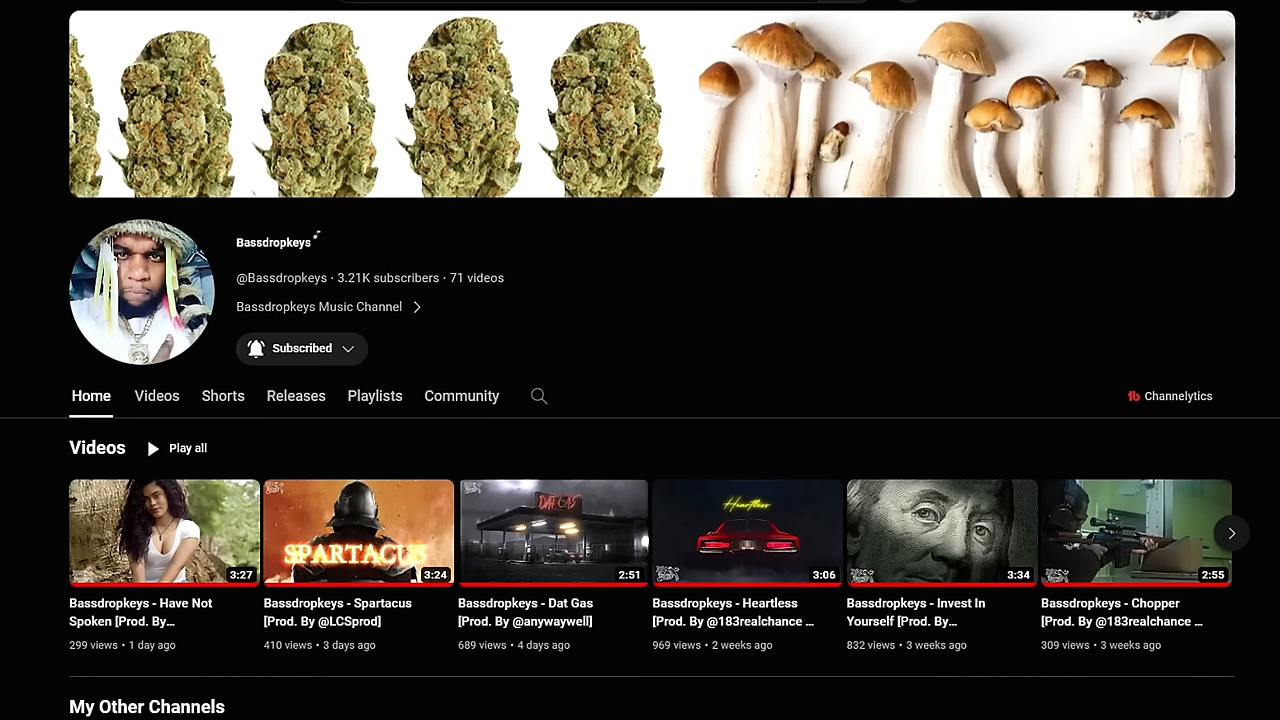 Bassdropkeys
@Bassdropkeys · 3.21K subscribers · 71 videos
Bassdropkeys Music Channel
Subscribed
Home Videos Shorts Releases Playlists Community
Channelytics
Videos Play all
3:27
SPARTACUS
3:24
DAT GAS
2:51
Heartless
3:06
3:34
2:55
Bassdropkeys - Have Not
Spoken [Prod. By…
299 views • 1 day ago
Bassdropkeys - Spartacus
[Prod. By @LCSprod]
410 views • 3 days ago
Bassdropkeys - Dat Gas
[Prod. By @anywaywell]
689 views • 4 days ago
Bassdropkeys - Heartless
[Prod. By @183realchance …
969 views • 2 weeks ago
Bassdropkeys - Invest In
Yourself [Prod. By…
832 views • 3 weeks ago
Bassdropkeys - Chopper
[Prod. By @183realchance …
309 views • 3 weeks ago
My Other Channels